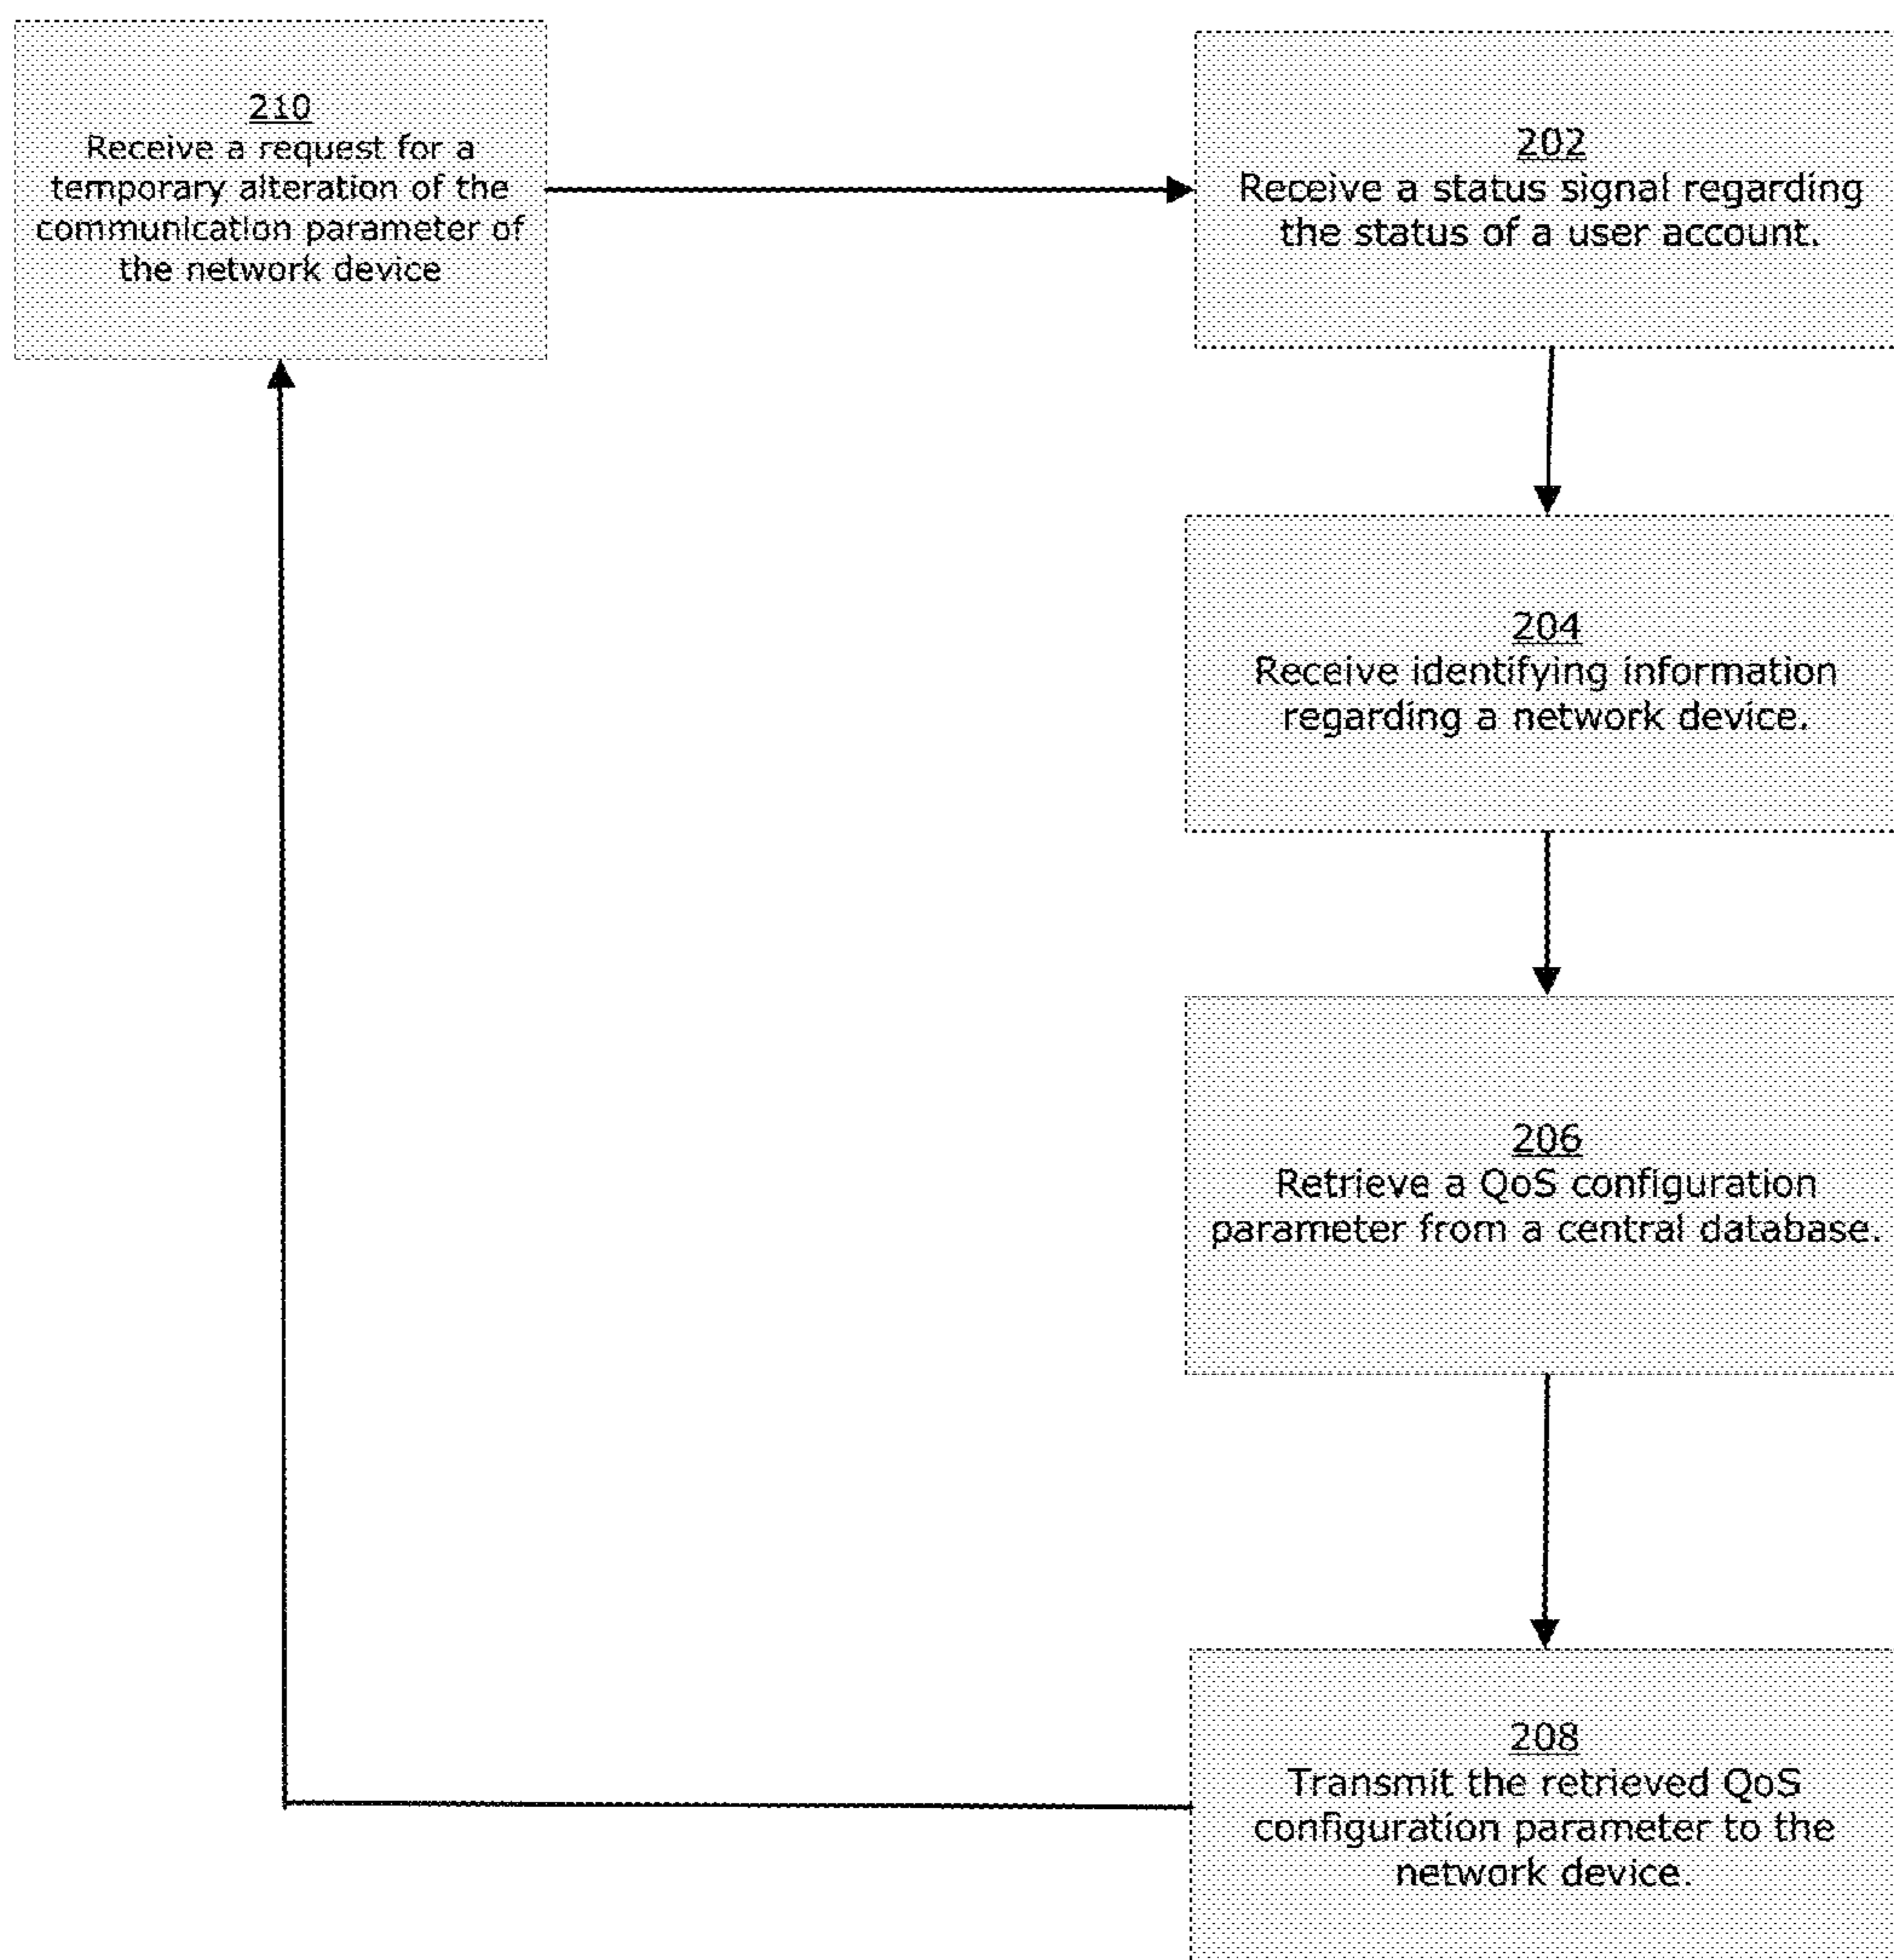 210
Receive a request for a
temporary alteration of the
communication parameter of
the network device
202
Receive a status signal regarding
the status of a user account.
204
Receive identifying information
regarding a network device.
206
Retrieve a QoS configuration
parameter from a central database.
208
Transmit the retrieved QoS
configuration parameter to the
network device.